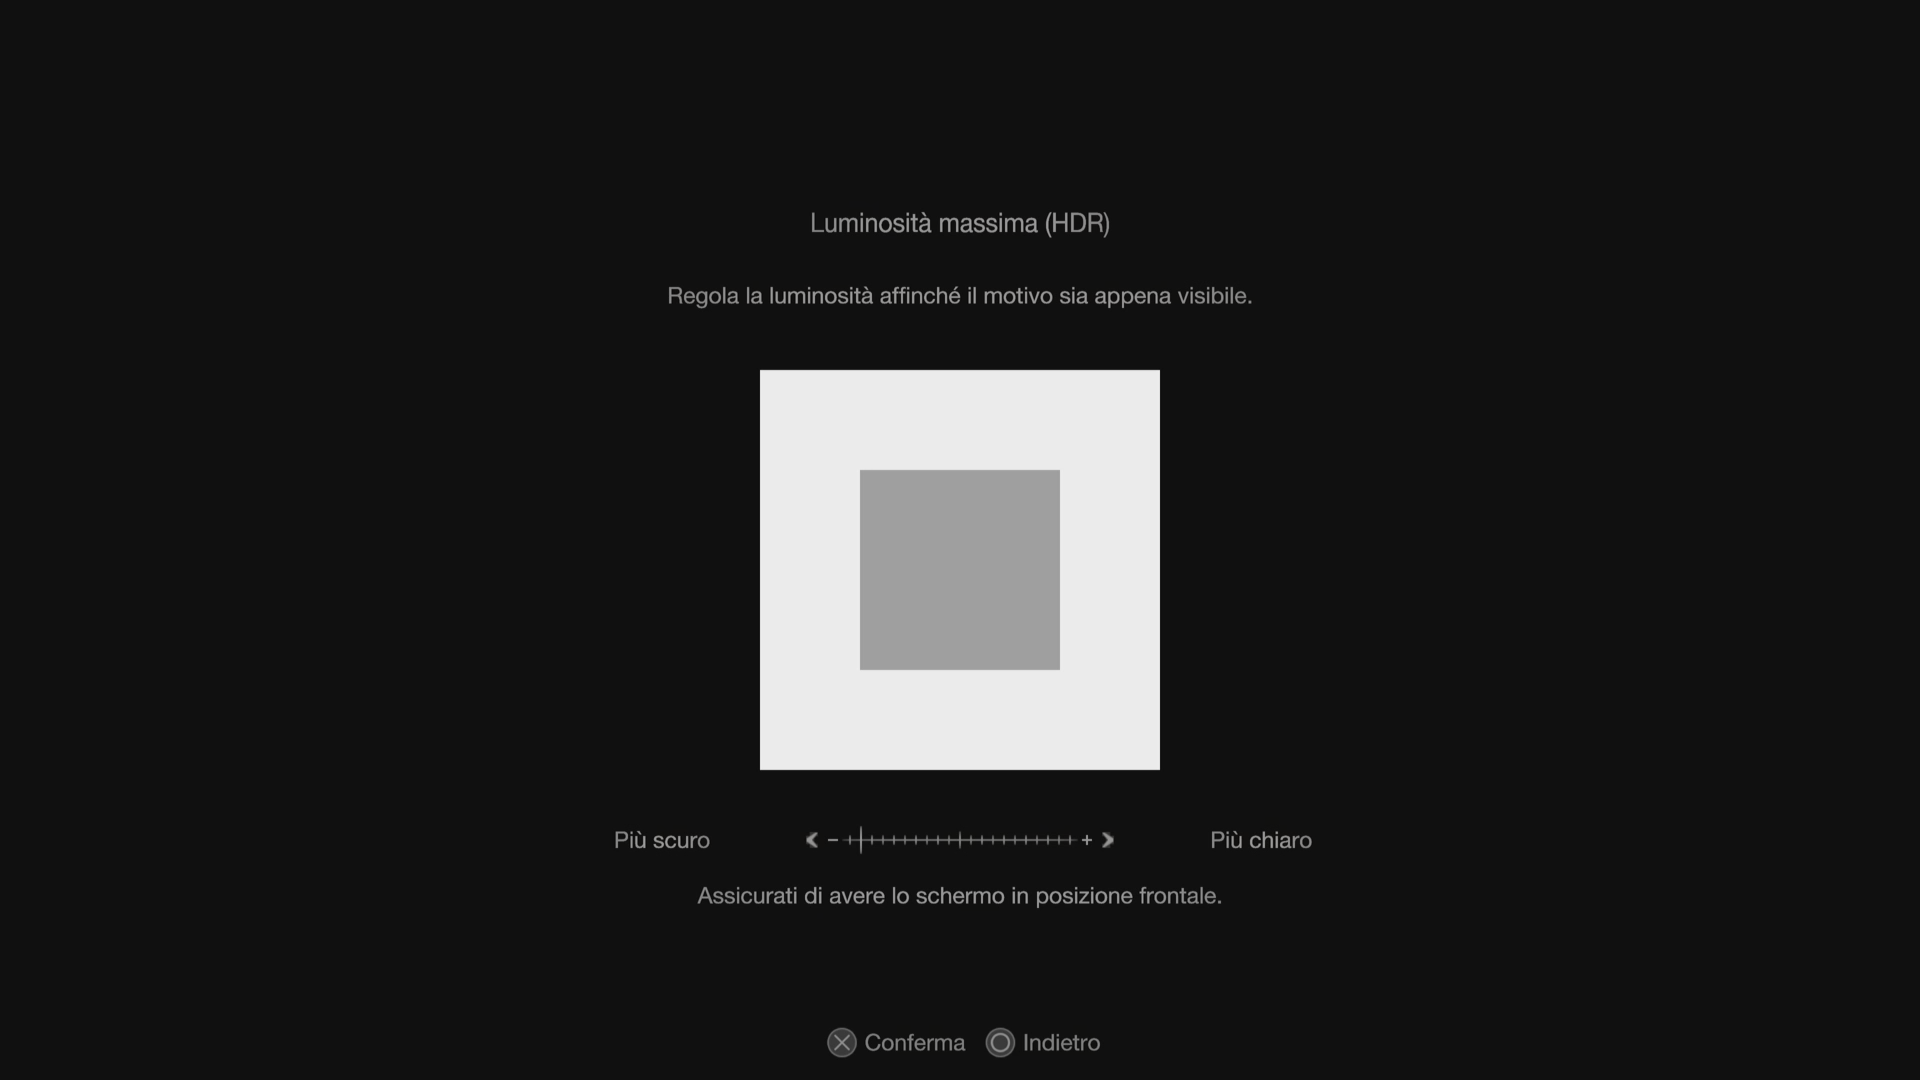 Luminosità massima (HDR)
Regola la luminosità affinché il motivo sia appena visibile.
Più scuro − + Più chiaro
Assicurati di avere lo schermo in posizione frontale.
Conferma Indietro